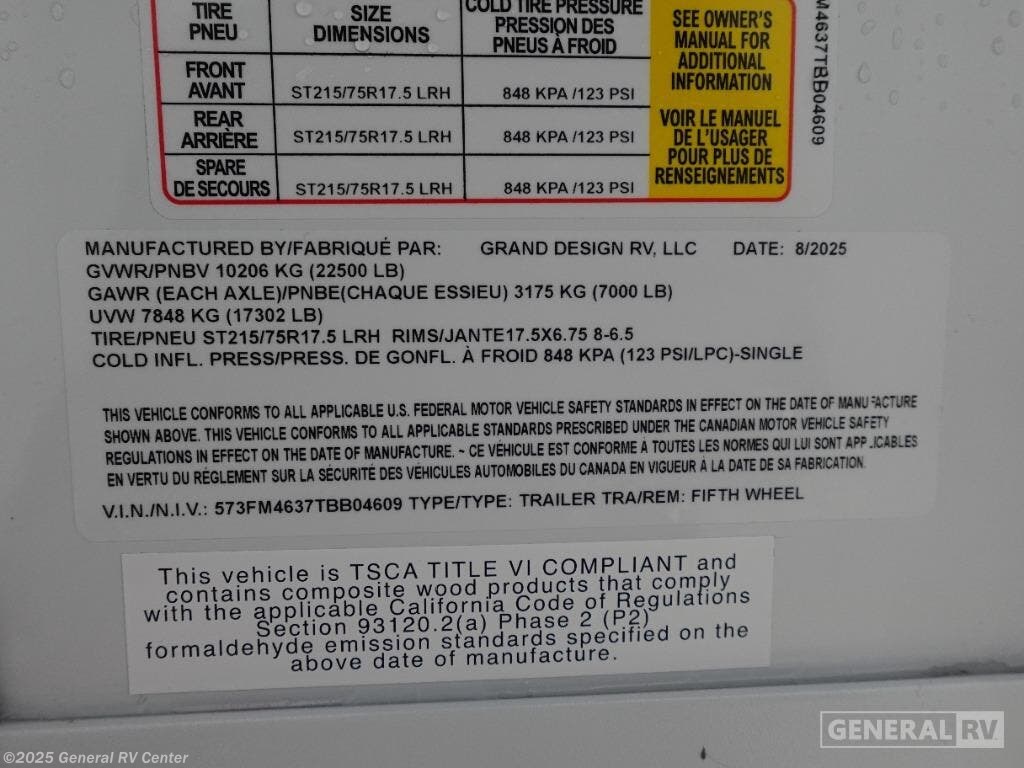 TIRE SIZE COLD TIRE PRESSURE
PNEU DIMENSIONS PRESSION DES
PNEUS À FROID
FRONT
AVANT ST215/75R17.5 LRH 848 KPA /123 PSI
REAR
ARRIÈRE ST215/75R17.5 LRH 848 KPA /123 PSI
SPARE
DE SECOURS ST215/75R17.5 LRH 848 KPA /123 PSI
SEE OWNER'S
MANUAL FOR
ADDITIONAL
INFORMATION
VOIR LE MANUEL
DE L'USAGER
POUR PLUS DE
RENSEIGNEMENTS
M4637TBB04609
MANUFACTURED BY/FABRIQUÉ PAR: GRAND DESIGN RV, LLC DATE: 8/2025
GVWR/PNBV 10206 KG (22500 LB)
GAWR (EACH AXLE)/PNBE(CHAQUE ESSIEU) 3175 KG (7000 LB)
UVW 7848 KG (17302 LB)
TIRE/PNEU ST215/75R17.5 LRH RIMS/JANTE17.5X6.75 8-6.5
COLD INFL. PRESS/PRESS. DE GONFL. À FROID 848 KPA (123 PSI/LPC)-SINGLE
THIS VEHICLE CONFORMS TO ALL APPLICABLE U.S. FEDERAL MOTOR VEHICLE SAFETY STANDARDS IN EFFECT ON THE DATE OF MANUFACTURE
SHOWN ABOVE. THIS VEHICLE CONFORMS TO ALL APPLICABLE STANDARDS PRESCRIBED UNDER THE CANADIAN MOTOR VEHICLE SAFETY
REGULATIONS IN EFFECT ON THE DATE OF MANUFACTURE. ~ CE VÉHICULE EST CONFORME À TOUTES LES NORMES QUI LUI SONT APPLICABLES
EN VERTU DU RÈGLEMENT SUR LA SÉCURITÉ DES VÉHICULES AUTOMOBILES DU CANADA EN VIGUEUR À LA DATE DE SA FABRICATION.
V.I.N./N.I.V.: 573FM4637TBB04609 TYPE/TYPE: TRAILER TRA/REM: FIFTH WHEEL
This vehicle is TSCA TITLE VI COMPLIANT and
contains composite wood products that comply
with the applicable California Code of Regulations
Section 93120.2(a) Phase 2 (P2)
formaldehyde emission standards specified on the
above date of manufacture.
GENERAL RV
©2025 General RV Center